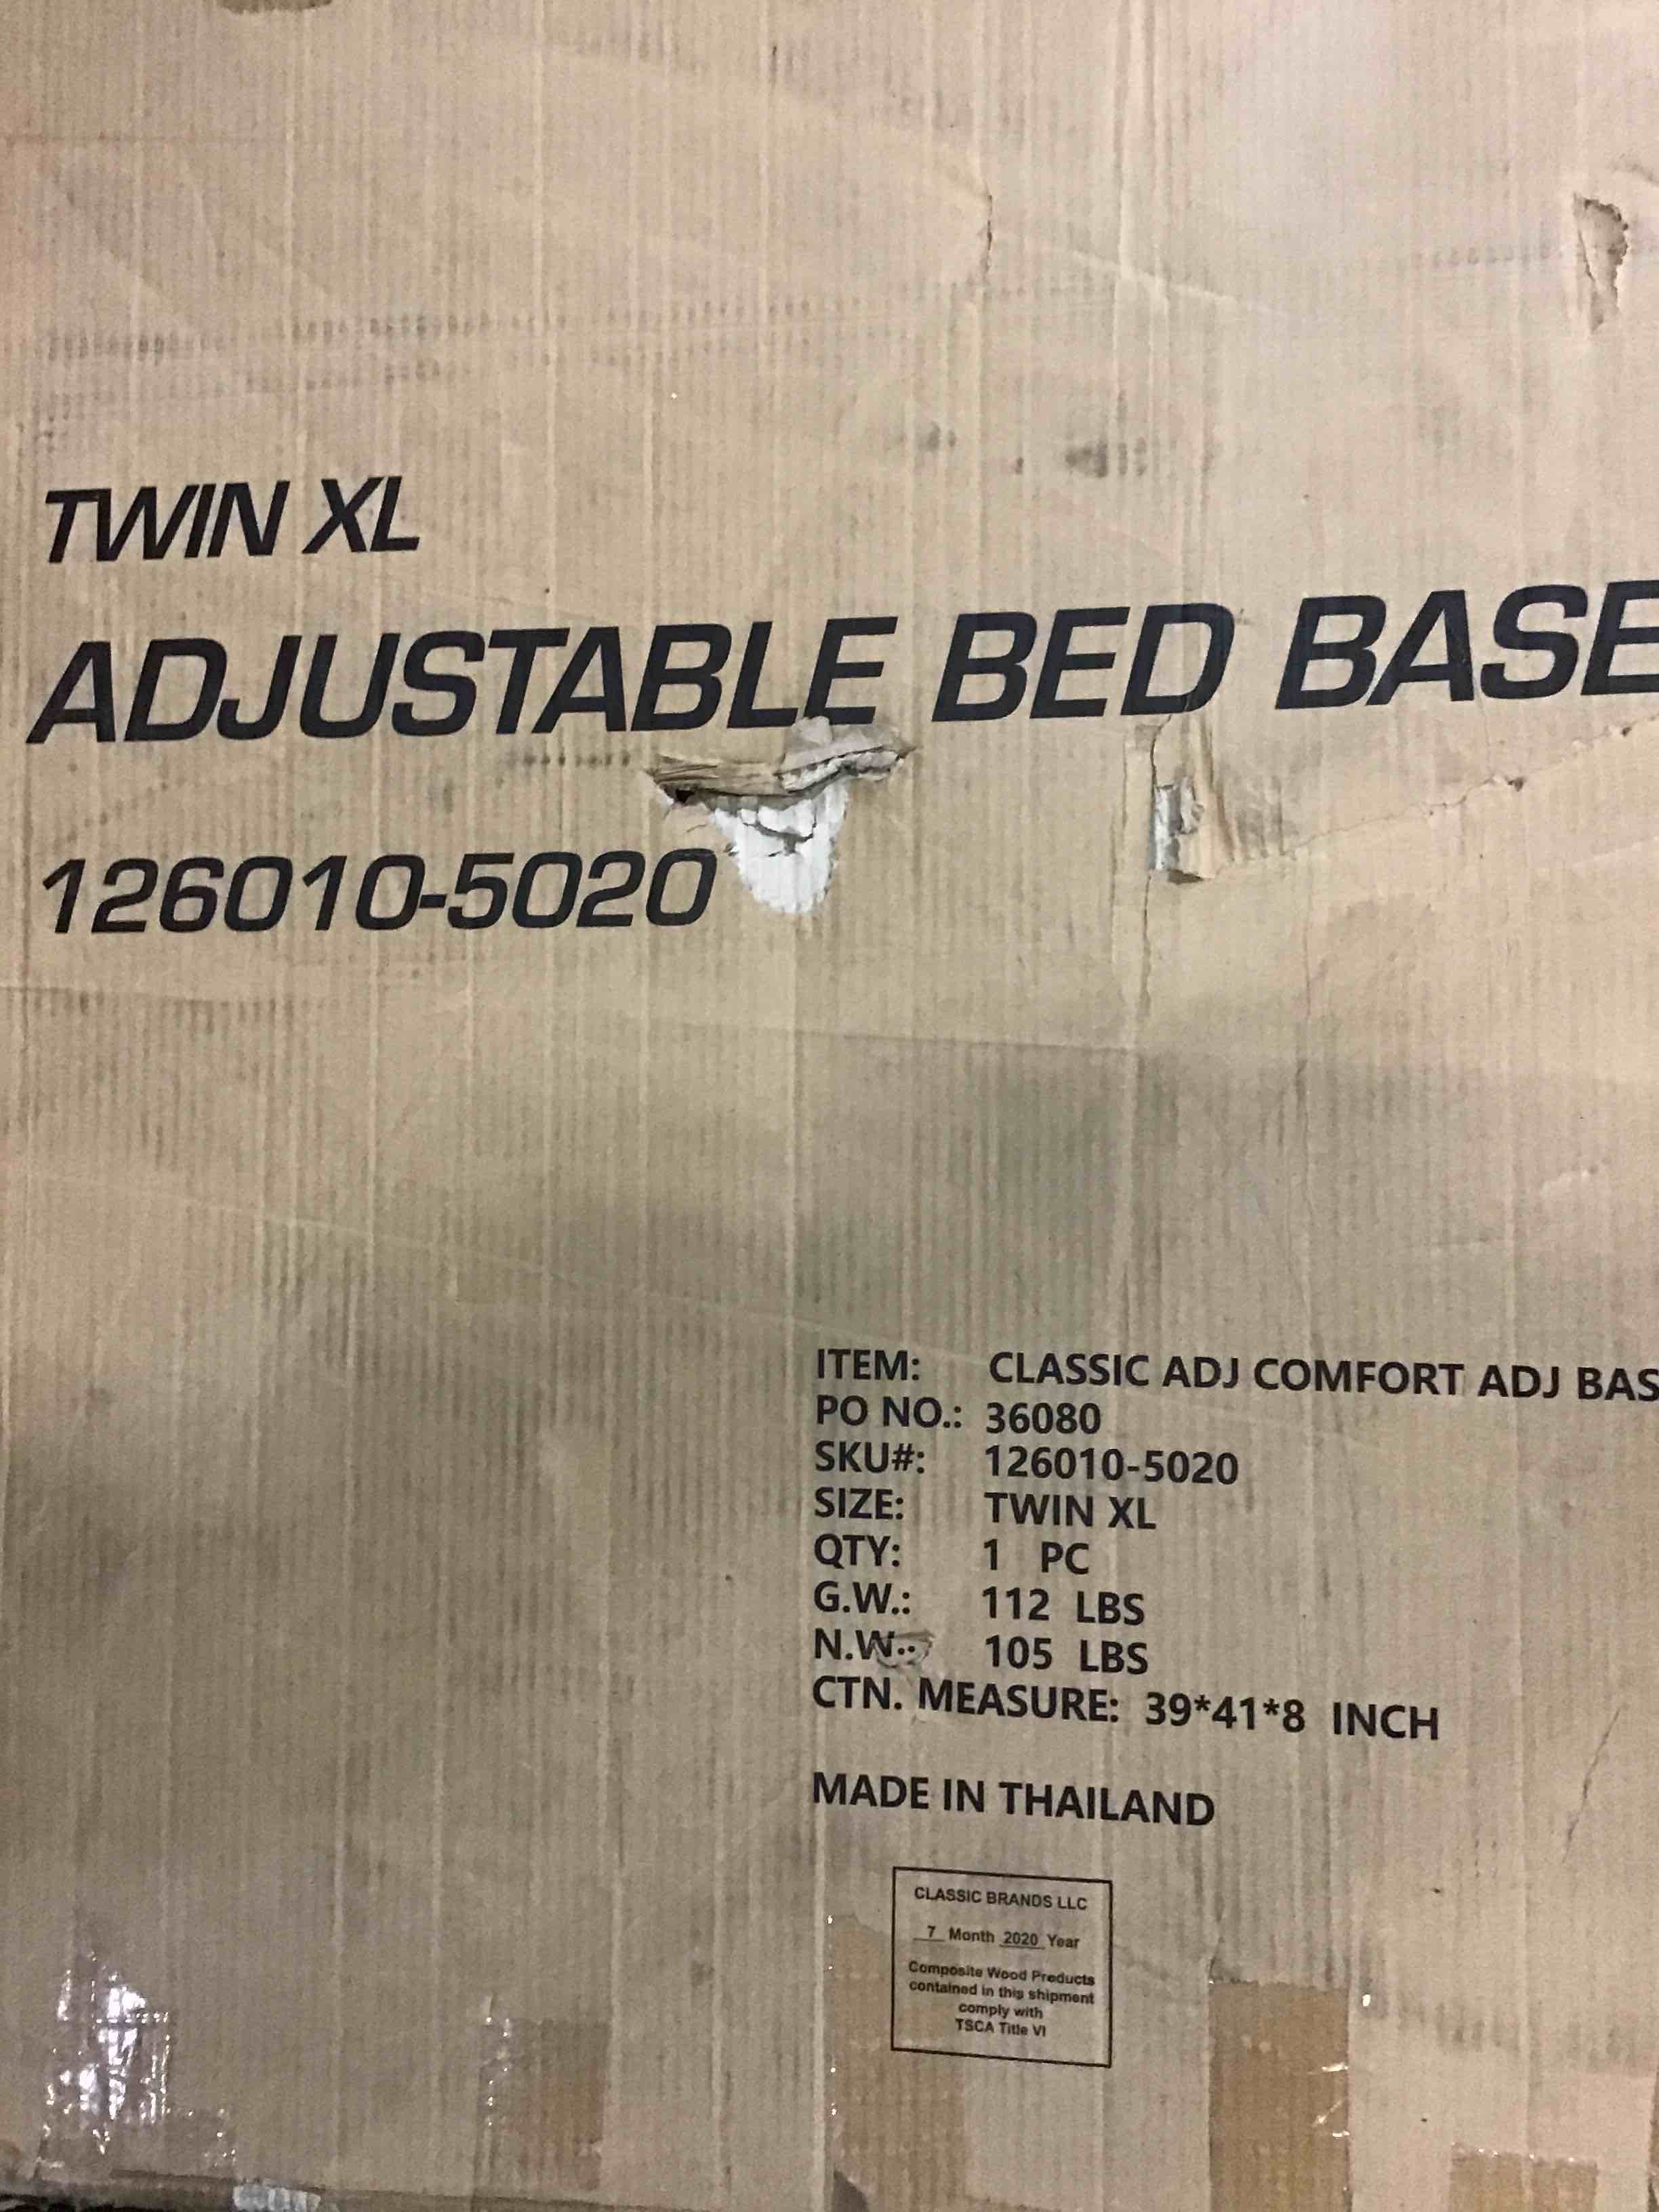 TWIN XL
ADJUSTABLE BED BASE
126010-5020
ITEM: CLASSIC ADJ COMFORT ADJ BAS
PO NO.: 36080
SKU#: 126010-5020
SIZE: TWIN XL
QTY: 1 PC
G.W.: 112 LBS
N.W.: 105 LBS
CTN. MEASURE: 39*41*8 INCH
MADE IN THAILAND
CLASSIC BRANDS LLC
7 Month 2020 Year
Composite Wood Products
contained in this shipment
comply with
TSCA Title VI